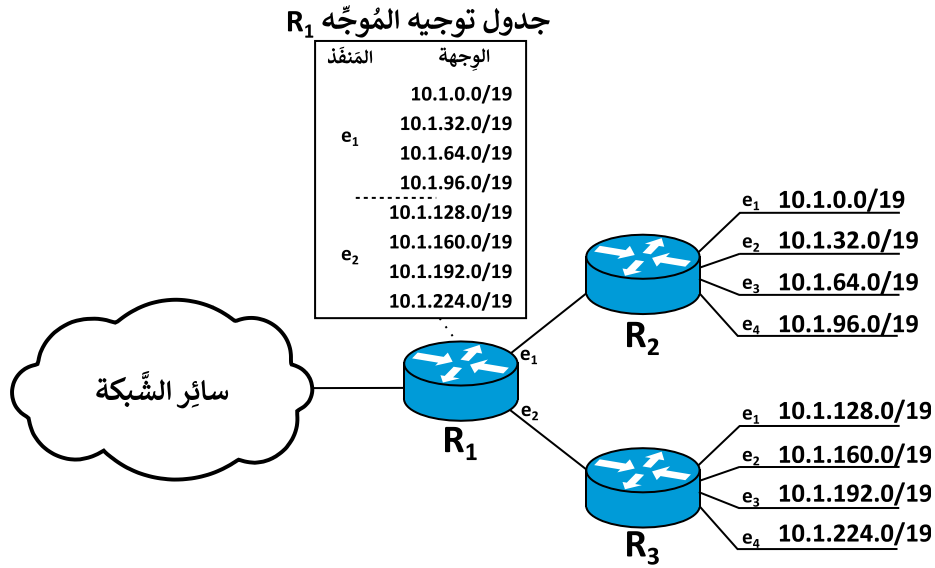 جدول توجيه المُوجِّه R₁
الوِجهة المَنفَذ
10.1.0.0/19
10.1.32.0/19
e₁
10.1.64.0/19
10.1.96.0/19
10.1.128.0/19
10.1.160.0/19
e₂
10.1.192.0/19
10.1.224.0/19
e₁ 10.1.0.0/19
e₂ 10.1.32.0/19
e₃ 10.1.64.0/19
e₄ 10.1.96.0/19
R₂
سائِر الشَّبكة
e₁
e₂
R₁
e₁ 10.1.128.0/19
e₂ 10.1.160.0/19
e₃ 10.1.192.0/19
e₄ 10.1.224.0/19
R₃